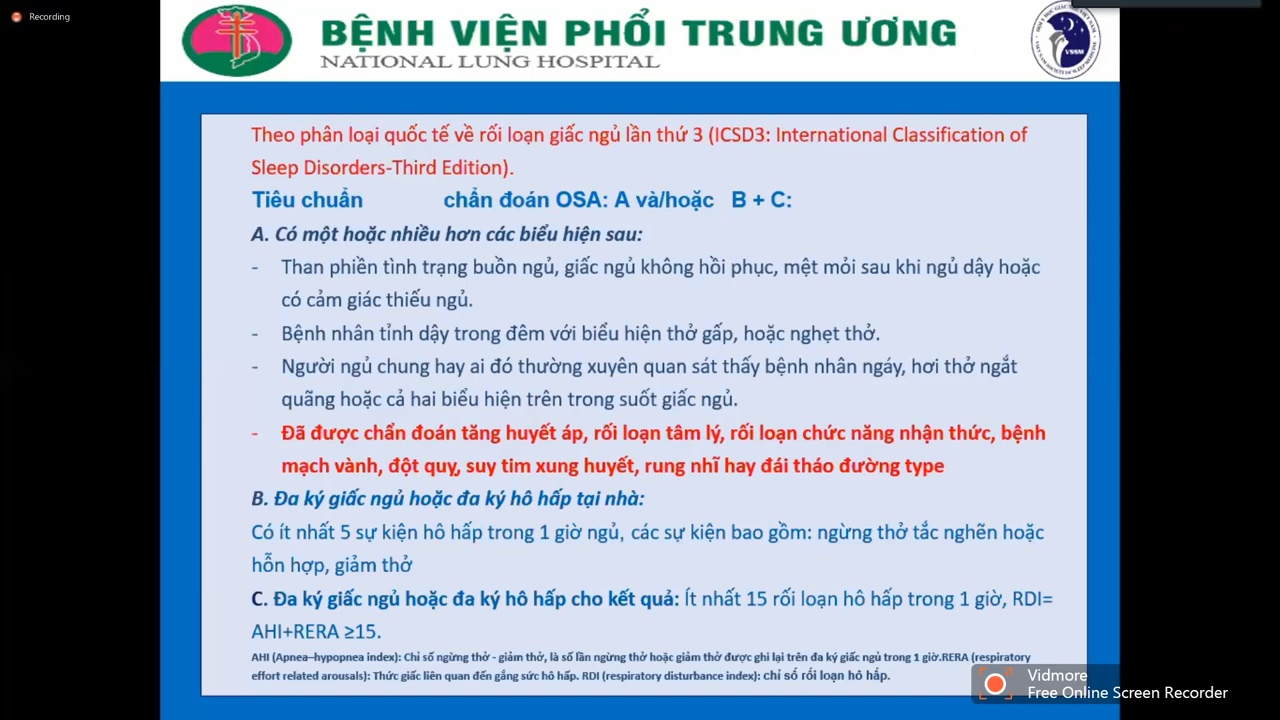 Recording
BỆNH VIỆN PHỔI TRUNG ƯƠNG
NATIONAL LUNG HOSPITAL
VSSM
Theo phân loại quốc tế về rối loạn giấc ngủ lần thứ 3 (ICSD3: International Classification of
Sleep Disorders-Third Edition).
Tiêu chuẩn chẩn đoán OSA: A và/hoặc B + C:
A. Có một hoặc nhiều hơn các biểu hiện sau:
- Than phiền tình trạng buồn ngủ, giấc ngủ không hồi phục, mệt mỏi sau khi ngủ dậy hoặc
có cảm giác thiếu ngủ.
- Bệnh nhân tỉnh dậy trong đêm với biểu hiện thở gấp, hoặc nghẹt thở.
- Người ngủ chung hay ai đó thường xuyên quan sát thấy bệnh nhân ngáy, hơi thở ngắt
quãng hoặc cả hai biểu hiện trên trong suốt giấc ngủ.
- Đã được chẩn đoán tăng huyết áp, rối loạn tâm lý, rối loạn chức năng nhận thức, bệnh
mạch vành, đột quỵ, suy tim xung huyết, rung nhĩ hay đái tháo đường type
B. Đa ký giấc ngủ hoặc đa ký hô hấp tại nhà:
Có ít nhất 5 sự kiện hô hấp trong 1 giờ ngủ, các sự kiện bao gồm: ngừng thở tắc nghẽn hoặc
hỗn hợp, giảm thở
C. Đa ký giấc ngủ hoặc đa ký hô hấp cho kết quả: Ít nhất 15 rối loạn hô hấp trong 1 giờ, RDI=
AHI+RERA ≥15.
AHI (Apnea–hypopnea index): Chỉ số ngừng thở - giảm thở, là số lần ngừng thở hoặc giảm thở được ghi lại trên đa ký giấc ngủ trong 1 giờ.RERA (respiratory
effort related arousals): Thức giấc liên quan đến gắng sức hô hấp. RDI (respiratory disturbance index): chỉ số rối loạn hô hấp.
Vidmore
Free Online Screen Recorder